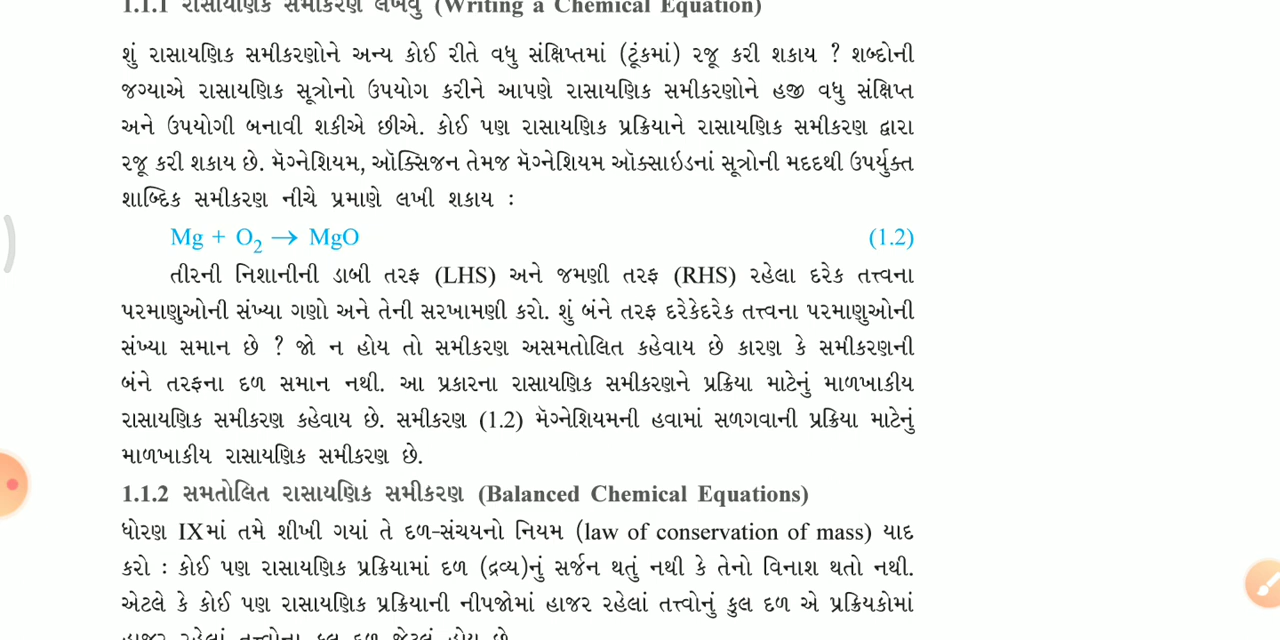 1.1.1 રાસાયણિક સમીકરણ લખવું (Writing a Chemical Equation)
શું રાસાયણિક સમીકરણોને અન્ય કોઈ રીતે વધુ સંક્ષિપ્તમાં (ટૂંકમાં) રજૂ કરી શકાય ? શબ્દોની
જગ્યાએ રાસાયણિક સૂત્રોનો ઉપયોગ કરીને આપણે રાસાયણિક સમીકરણોને હજી વધુ સંક્ષિપ્ત
અને ઉપયોગી બનાવી શકીએ છીએ. કોઈ પણ રાસાયણિક પ્રક્રિયાને રાસાયણિક સમીકરણ દ્વારા
રજૂ કરી શકાય છે. મૅગ્નેશિયમ, ઑક્સિજન તેમજ મૅગ્નેશિયમ ઑક્સાઇડનાં સૂત્રોની મદદથી ઉપર્યુક્ત
શાબ્દિક સમીકરણ નીચે પ્રમાણે લખી શકાય :
Mg + O₂ → MgO (1.2)
તીરની નિશાનીની ડાબી તરફ (LHS) અને જમણી તરફ (RHS) રહેલા દરેક તત્ત્વના
પરમાણુઓની સંખ્યા ગણો અને તેની સરખામણી કરો. શું બંને તરફ દરેકેદરેક તત્ત્વના પરમાણુઓની
સંખ્યા સમાન છે ? જો ન હોય તો સમીકરણ અસમતોલિત કહેવાય છે કારણ કે સમીકરણની
બંને તરફના દળ સમાન નથી. આ પ્રકારના રાસાયણિક સમીકરણને પ્રક્રિયા માટેનું માળખાકીય
રાસાયણિક સમીકરણ કહેવાય છે. સમીકરણ (1.2) મૅગ્નેશિયમની હવામાં સળગવાની પ્રક્રિયા માટેનું
માળખાકીય રાસાયણિક સમીકરણ છે.
1.1.2 સમતોલિત રાસાયણિક સમીકરણ (Balanced Chemical Equations)
ધોરણ IXમાં તમે શીખી ગયાં તે દળ-સંચયનો નિયમ (law of conservation of mass) યાદ
કરો : કોઈ પણ રાસાયણિક પ્રક્રિયામાં દળ (દ્રવ્ય)નું સર્જન થતું નથી કે તેનો વિનાશ થતો નથી.
એટલે કે કોઈ પણ રાસાયણિક પ્રક્રિયાની નીપજોમાં હાજર રહેલાં તત્ત્વોનું કુલ દળ એ પ્રક્રિયકોમાં
હાજર રહેલાં તત્ત્વોના કુલ દળ જેટલું હોય છે.